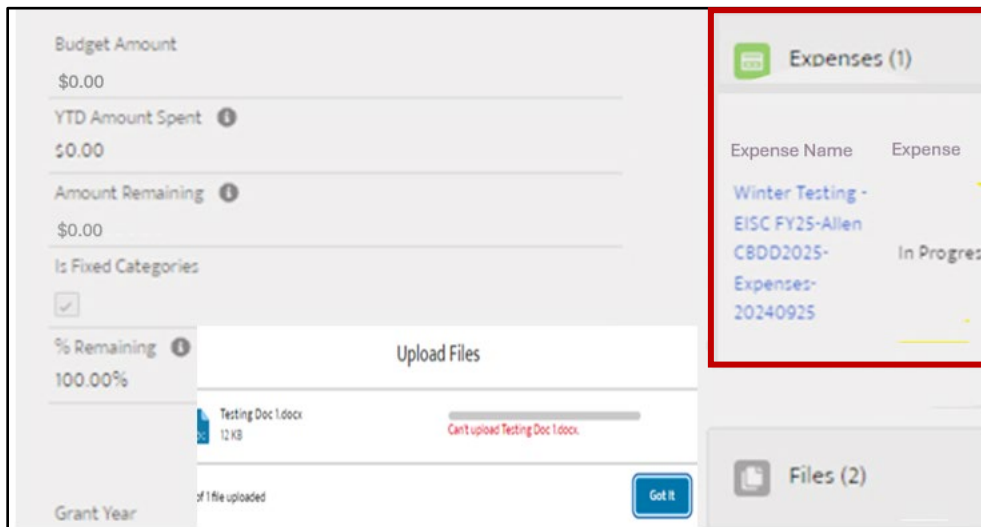 Budget Amount
$0.00
YTD Amount Spent
$0.00
Amount Remaining
$0.00
Is Fixed Categories
% Remaining
100.00%
Grant Year
Upload Files
Testing Doc 1.docx
12 KB
Can't upload Testing Doc 1.docx.
of 1 file uploaded
Got It
Expenses (1)
Expense Name Expense
Winter Testing -
EISC FY25-Allen
CBDD2025-
Expenses-
20240925
In Progres
Files (2)